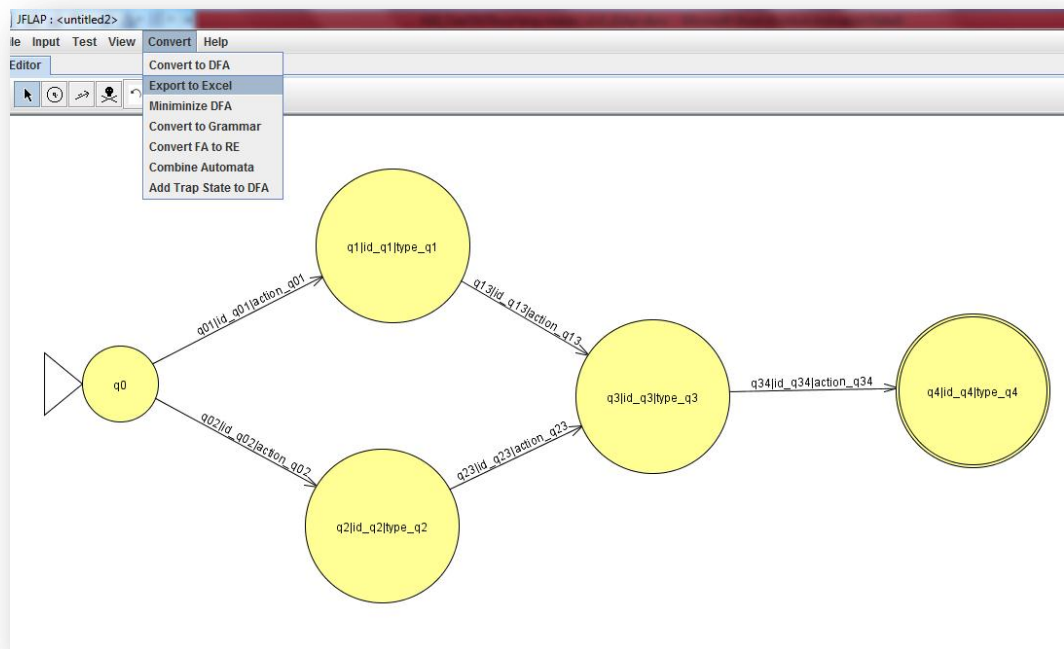 JFLAP : <untitled2>
le Input Test View Convert Help
Editor
Convert to DFA
Export to Excel
Miniminize DFA
Convert to Grammar
Convert FA to RE
Combine Automata
Add Trap State to DFA
q1|id_q1|type_q1
q01|id_q01|action_q01
q13|id_q13|action_q13
q0
q3|id_q3|type_q3
q34|id_q34|action_q34
q4|id_q4|type_q4
q02|id_q02|action_q02
q23|id_q23|action_q23
q2|id_q2|type_q2